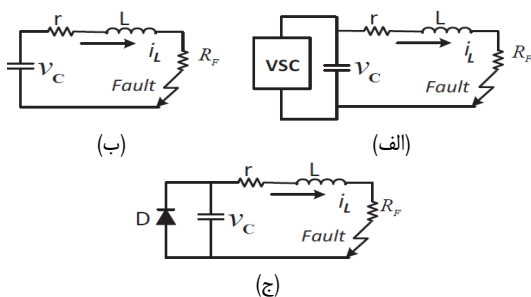 r L
i_L
R_F
v_C
Fault
(ب)
r L
VSC
i_L
R_F
v_C
Fault
(الف)
r L
i_L
R_F
D
v_C
Fault
(ج)